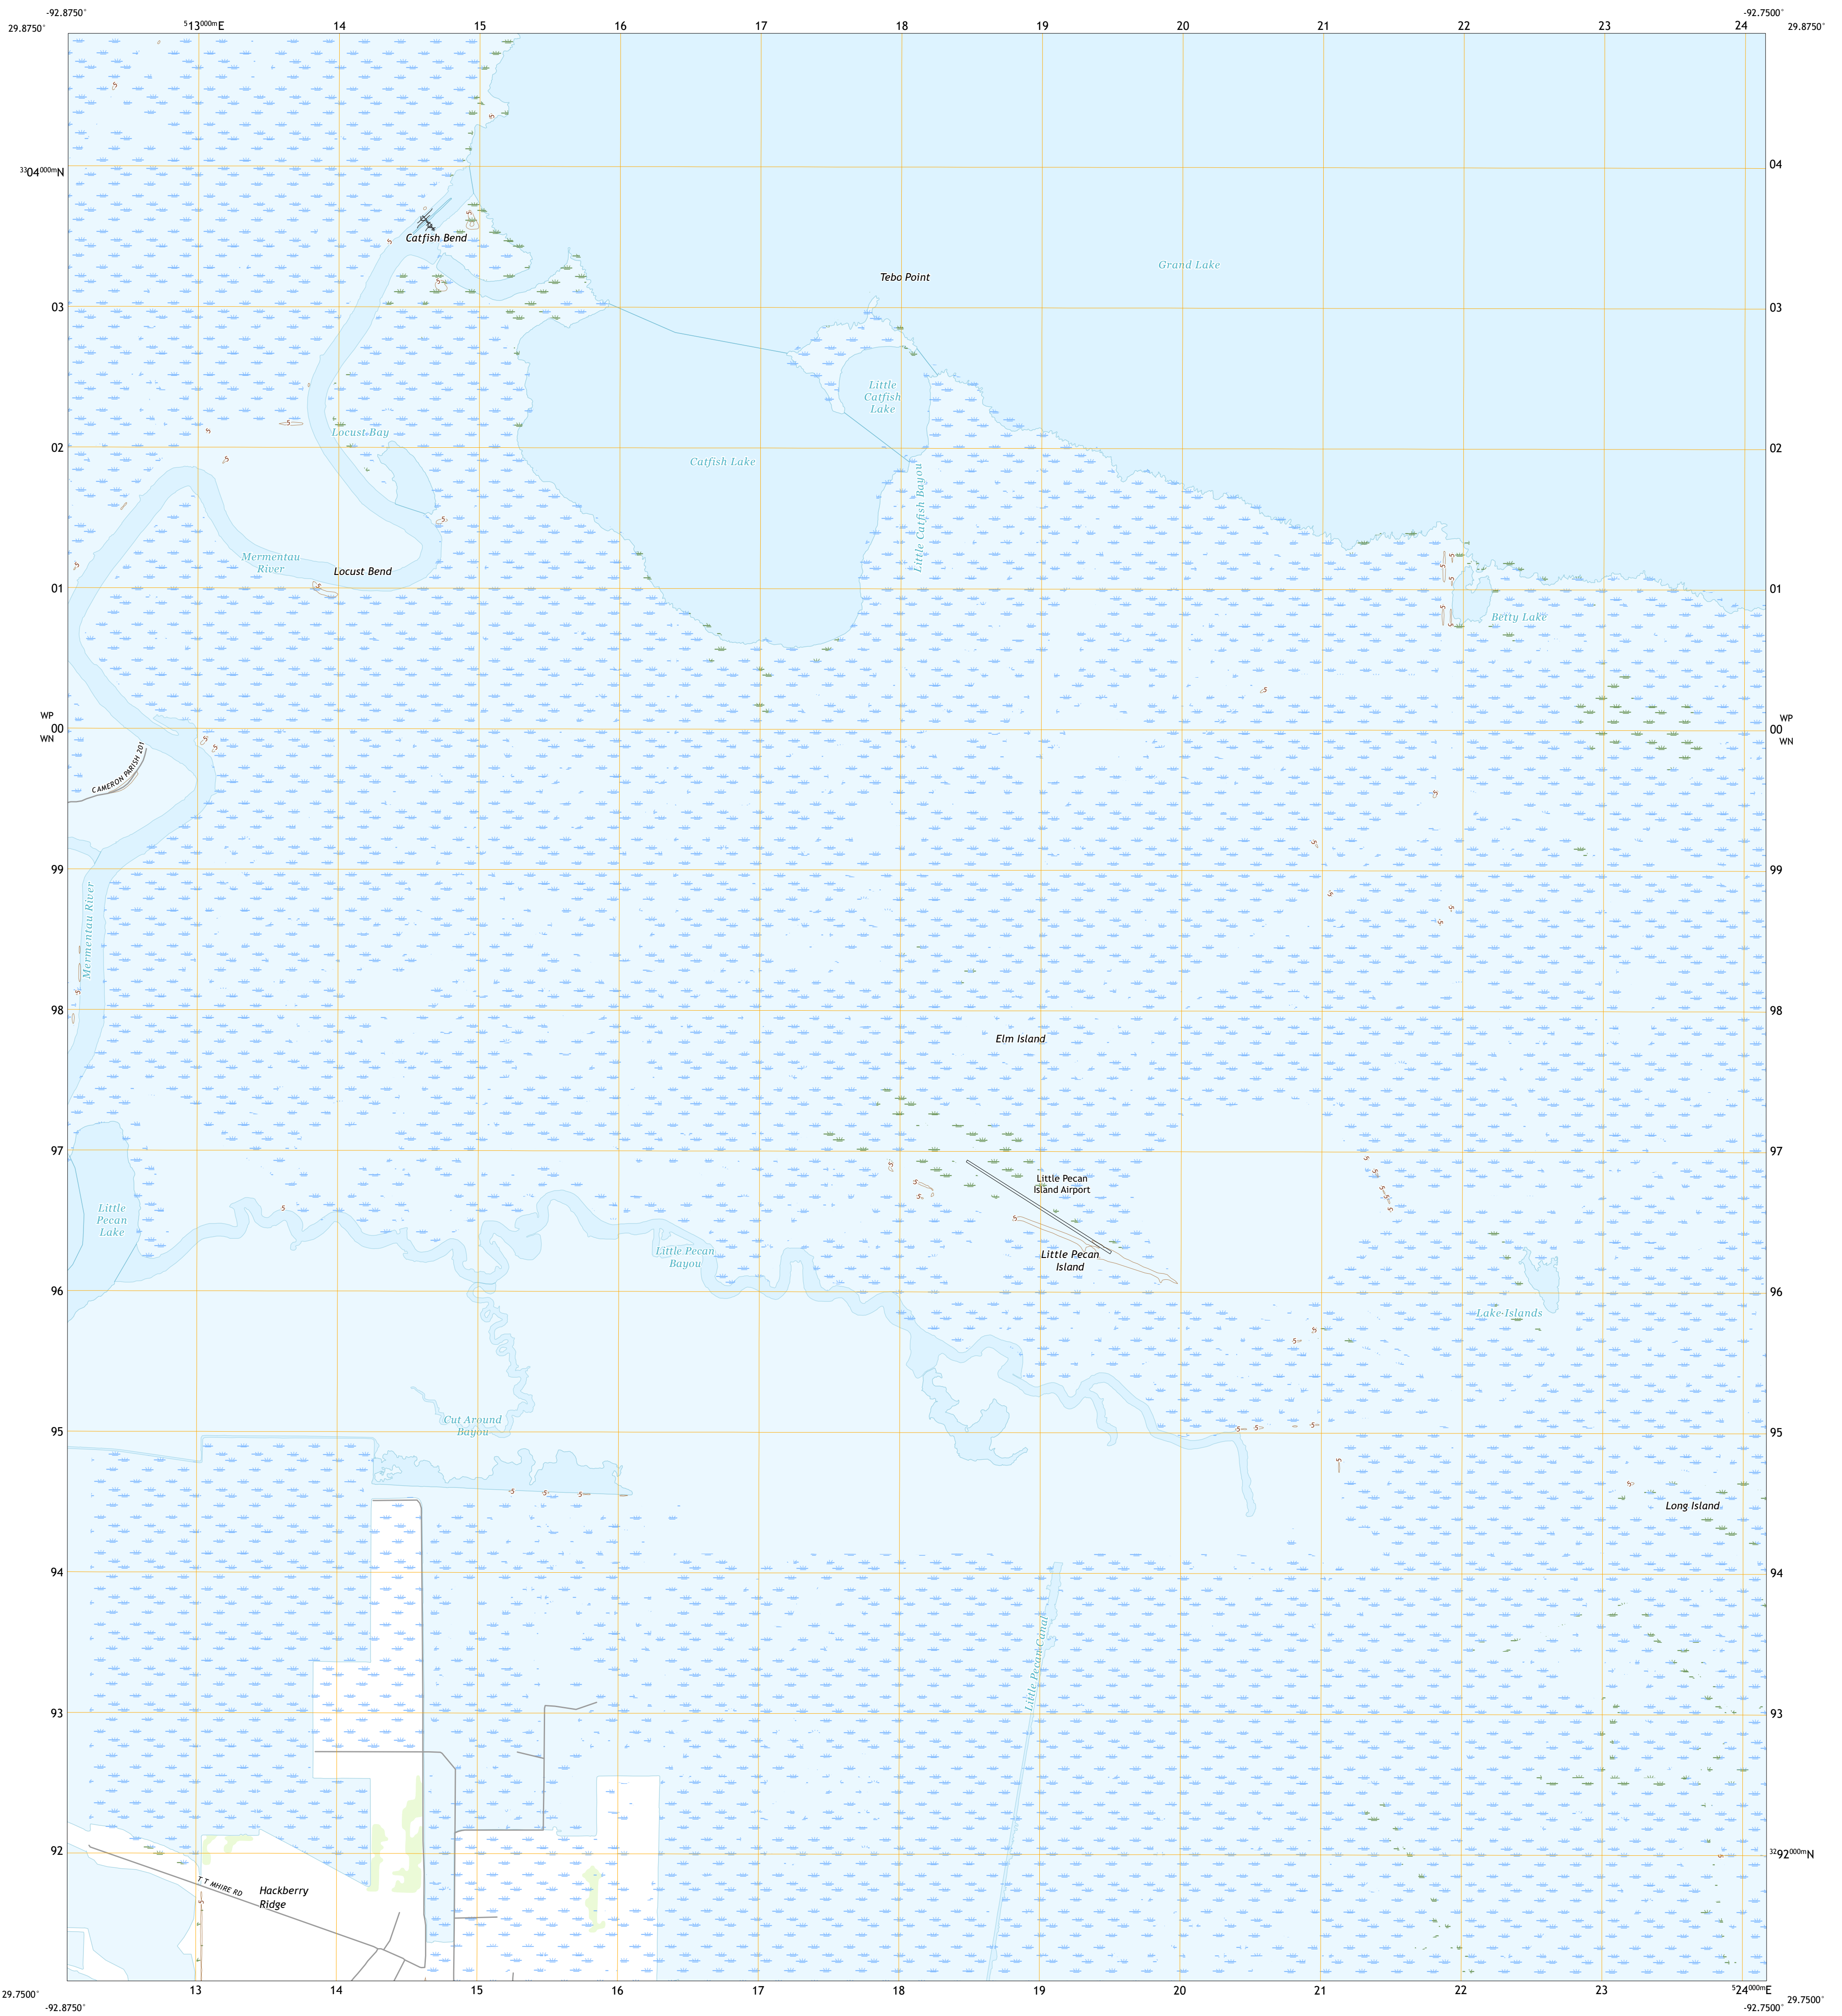 -92.8750°
-92.7500°
29.8750°
⁵13⁰⁰⁰ᵐE
14
15
16
17
18
19
20
21
22
23
24
29.8750°
³³04⁰⁰⁰ᵐN
04
Catfish Bend
Grand Lake
Tebo Point
03
03
Little
Catfish
Lake
Locust Bay
02
02
Catfish Lake
Little Catfish Bayou
Mermentau
River
Locust Bend
01
01
Betty Lake
WP
WN
00
00
WP
WN
CAMERON PARISH 201
99
99
Mermentau River
98
98
Elm Island
97
97
Little Pecan
Island Airport
Little
Pecan
Lake
Little Pecan
Bayou
Little Pecan
Island
96
96
Lake Islands
Cut Around
Bayou
95
95
Long Island
94
94
Little Pecan Canal
93
93
92
³²92⁰⁰⁰ᵐN
T T MHIRE RD
Hackberry
Ridge
29.7500°
13
14
15
16
17
18
19
20
21
22
23
⁵24⁰⁰⁰ᵐE
29.7500°
-92.8750°
-92.7500°